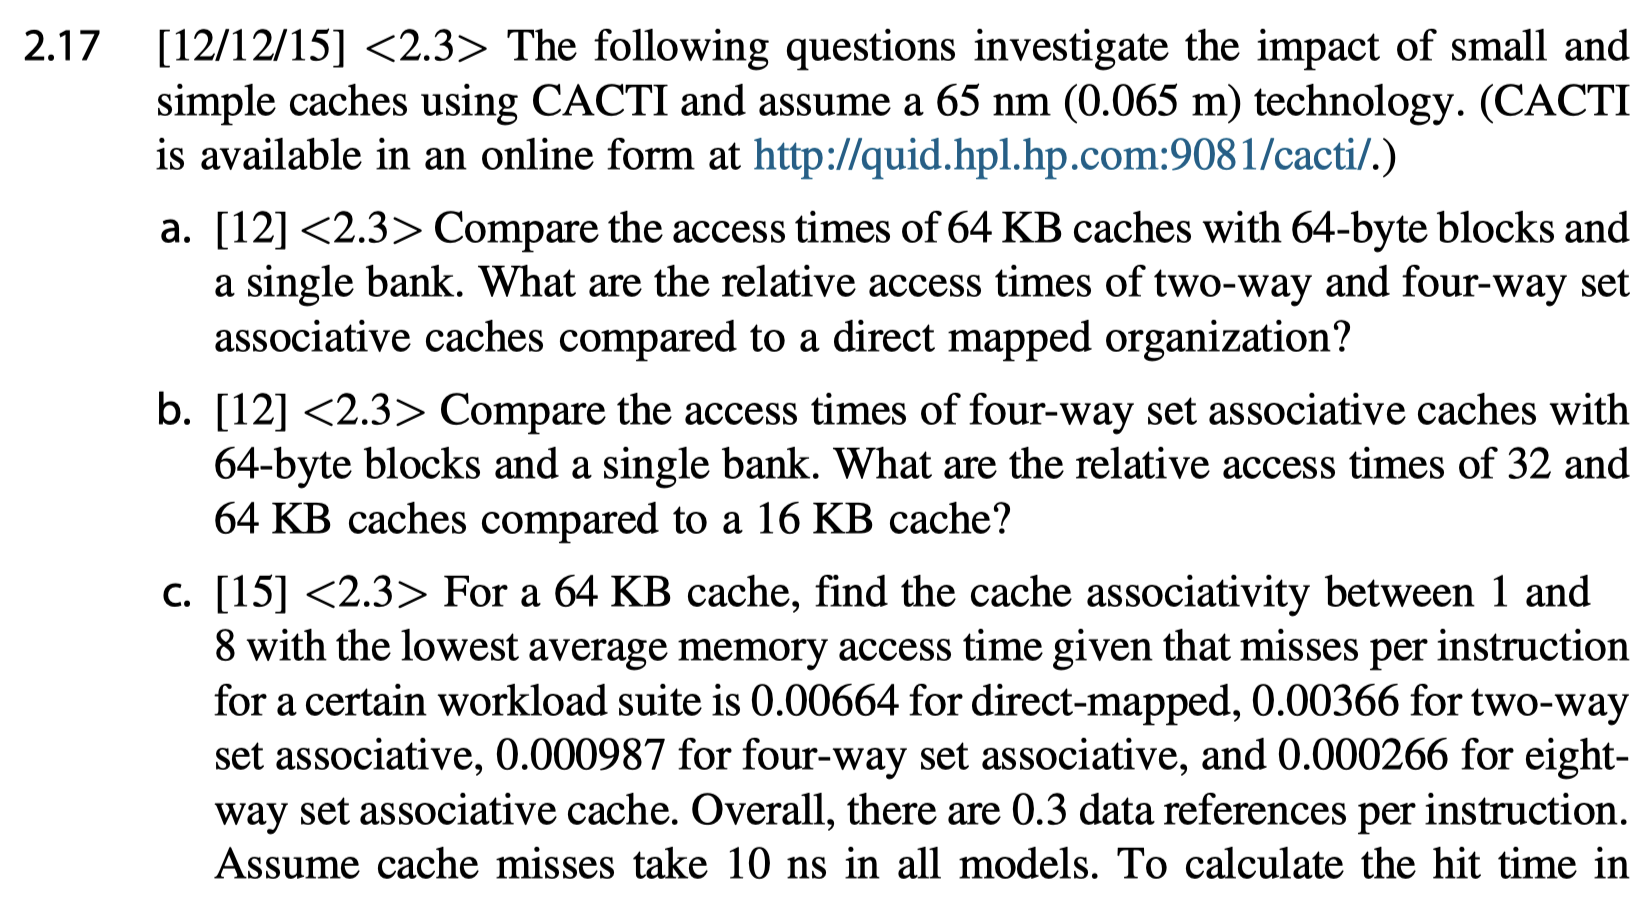 2.17 [12/12/15] <2.3> The following questions investigate the impact of small and
simple caches using CACTI and assume a 65 nm (0.065 m) technology. (CACTI
is available in an online form at http://quid.hpl.hp.com:9081/cacti/.)
a. [12] <2.3> Compare the access times of 64 KB caches with 64-byte blocks and
a single bank. What are the relative access times of two-way and four-way set
associative caches compared to a direct mapped organization?
b. [12] <2.3> Compare the access times of four-way set associative caches with
64-byte blocks and a single bank. What are the relative access times of 32 and
64 KB caches compared to a 16 KB cache?
c. [15] <2.3> For a 64 KB cache, find the cache associativity between 1 and
8 with the lowest average memory access time given that misses per instruction
for a certain workload suite is 0.00664 for direct-mapped, 0.00366 for two-way
set associative, 0.000987 for four-way set associative, and 0.000266 for eight-
way set associative cache. Overall, there are 0.3 data references per instruction.
Assume cache misses take 10 ns in all models. To calculate the hit time in